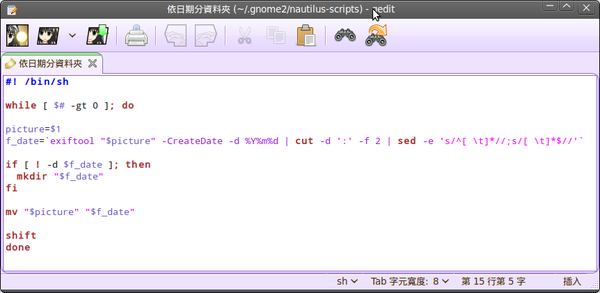 依日期分資料夾 (~/.gnome2/nautilus-scripts) - gedit
依日期分資料夾
#! /bin/sh
while [ $# -gt 0 ]; do
picture=$1
f_date=`exiftool "$picture" -CreateDate -d %Y%m%d | cut -d ':' -f 2 | sed -e 's/^[ \t]*//;s/[ \t]*$//'`
if [ ! -d $f_date ]; then
mkdir "$f_date"
fi
mv "$picture" "$f_date"
shift
done
sh Tab 字元寬度: 8 第 15 行第 5 字 插入